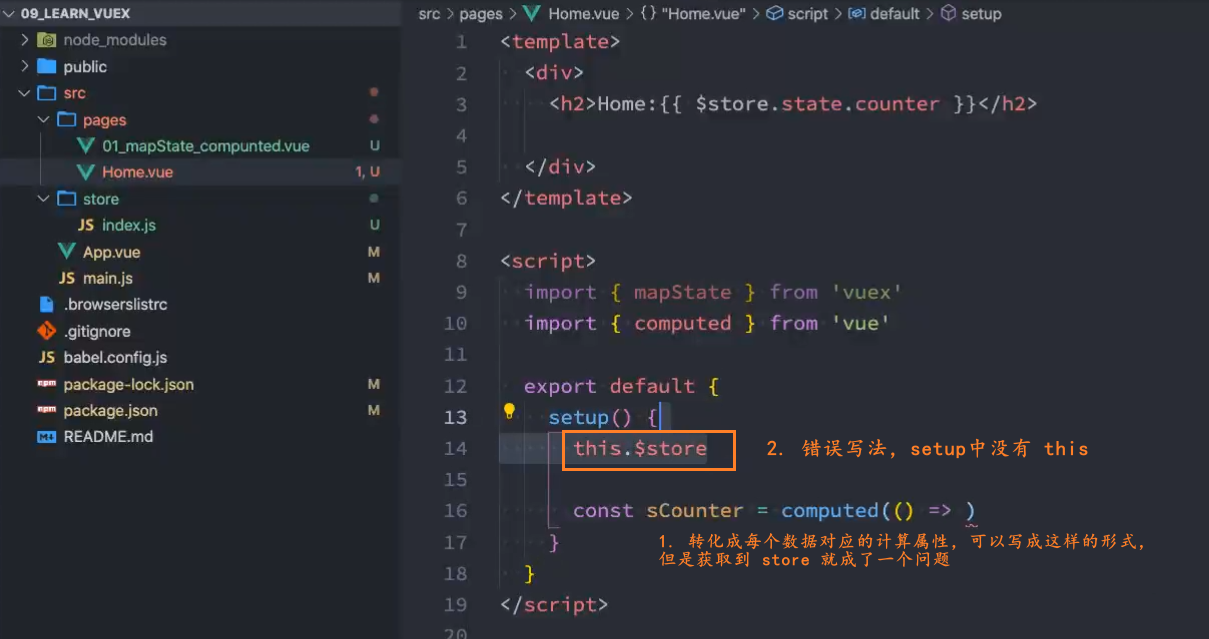 09_LEARN_VUEX
node_modules
public
src
pages
01_mapState_compunted.vue U
Home.vue 1, U
store
JS index.js U
App.vue M
JS main.js M
.browserslistrc
.gitignore
JS babel.config.js
npm package-lock.json M
npm package.json M
README.md
src > pages > Home.vue > {} "Home.vue" > script > default > setup
1 <template>
2 <div>
3 <h2>Home:{{ $store.state.counter }}</h2>
4
5 </div>
6 </template>
7
8 <script>
9 import { mapState } from 'vuex'
10 import { computed } from 'vue'
11
12 export default {
13 setup() {
14 this.$store
2. 错误写法，setup中没有 this
15
16 const sCounter = computed(() => )
1. 转化成每个数据对应的计算属性，可以写成这样的形式，
但是获取到 store 就成了一个问题
17 }
18 }
19 </script>
20